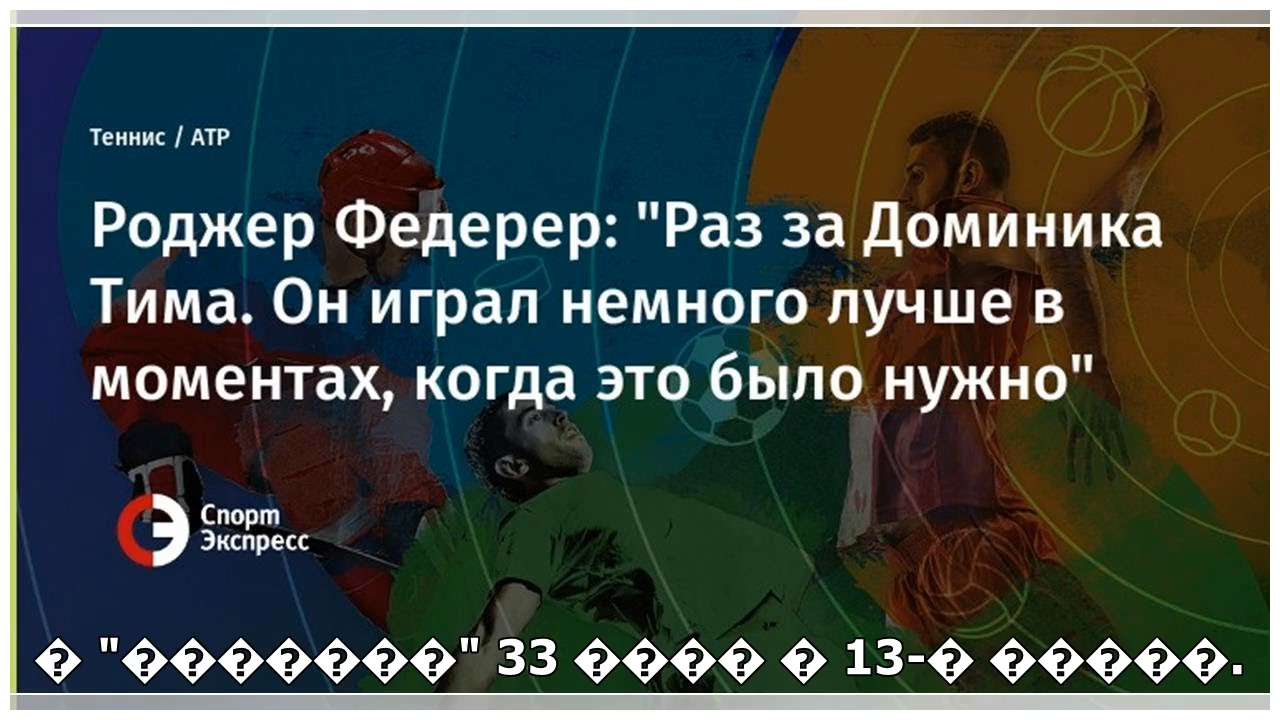 Теннис / ATP
Роджер Федерер: "Раз за Доминика
Тима. Он играл немного лучше в
моментах, когда это было нужно"
СЭ Спорт
Экспресс
� "�������" 33 ���� � 13-� �����.